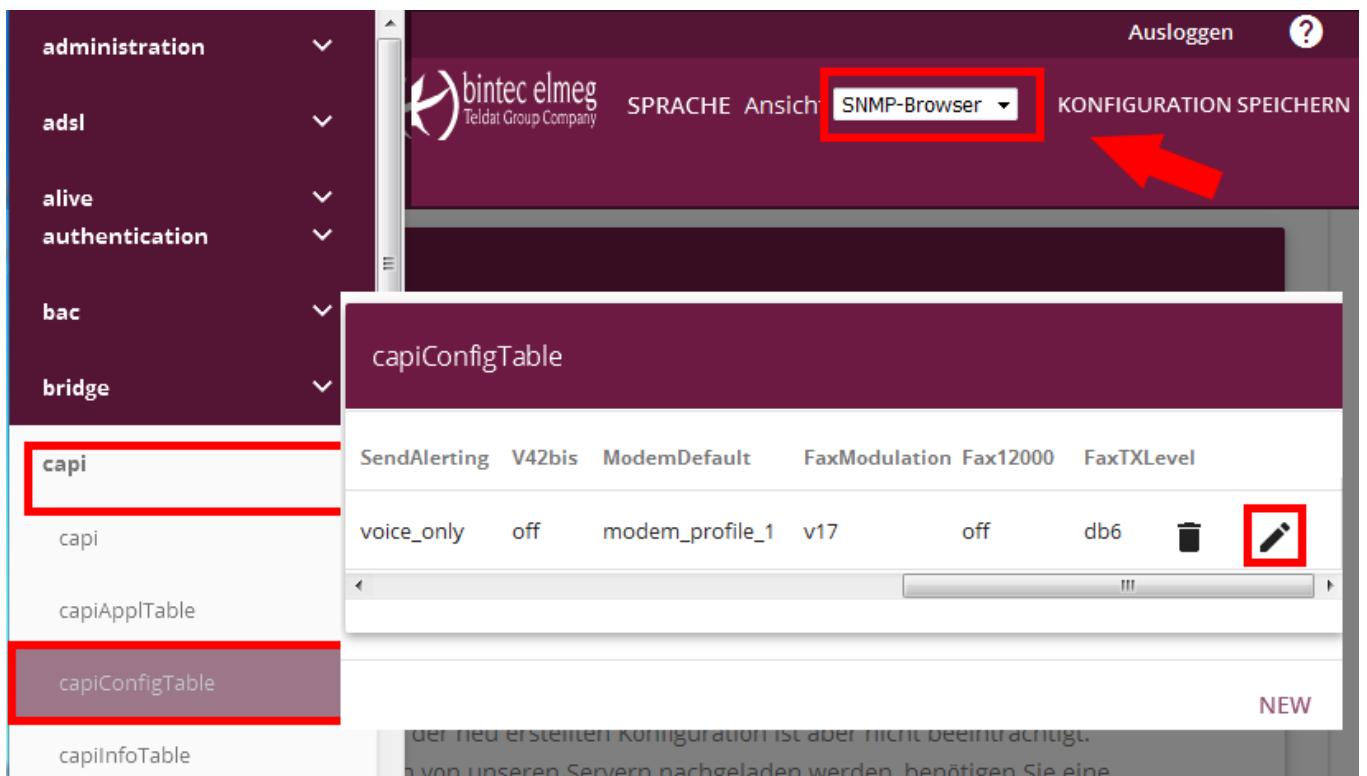 administration
adsl
alive
authentication
bac
bridge
capi
capi
capiApplTable
capiConfigTable
capiInfoTable
Ausloggen ?
bintec elmeg
Teldat Group Company
SPRACHE Ansich SNMP-Browser KONFIGURATION SPEICHERN
capiConfigTable
SendAlerting V42bis ModemDefault FaxModulation Fax12000 FaxTXLevel
voice_only off modem_profile_1 v17 off db6
NEW
der neu erstellten Konfiguration ist aber nicht beeinträchtigt.
von unseren Servern nachgeladen werden, benötigen Sie eine